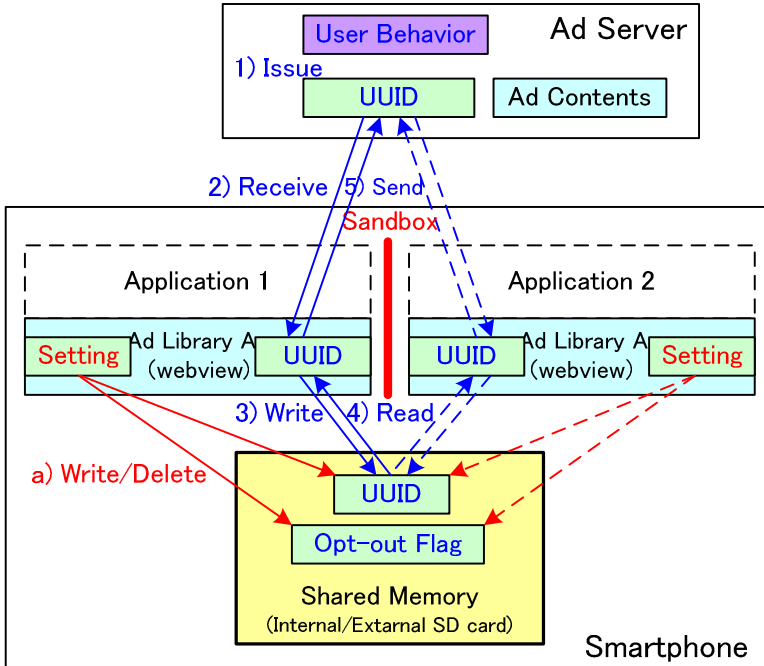 User Behavior
Ad Server
1) Issue
UUID
Ad Contents
2) Receive
5) Send
Sandbox
Application 1
Application 2
Setting
Ad Library A
(webview)
UUID
UUID
Ad Library A
(webview)
Setting
3) Write
4) Read
a) Write/Delete
UUID
Opt-out Flag
Shared Memory
(Internal/Extarnal SD card)
Smartphone